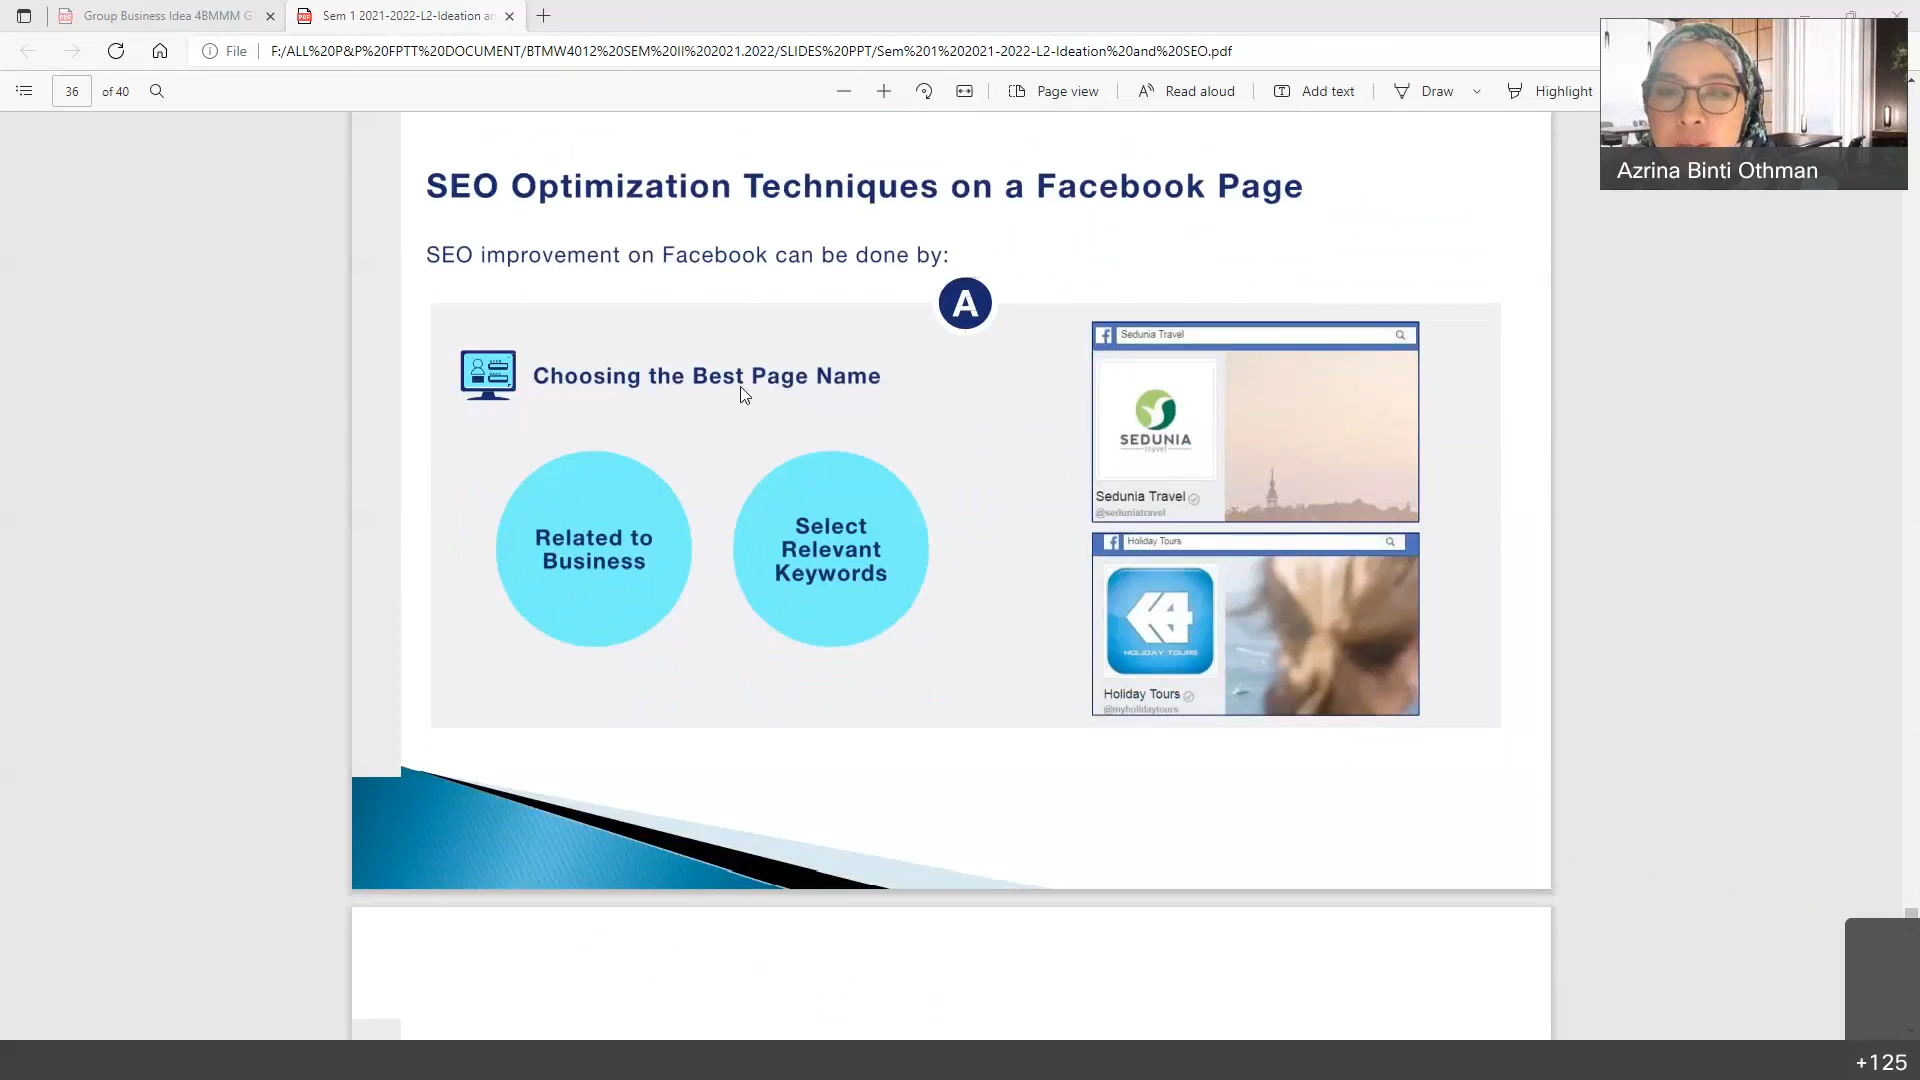 Group Business Idea 4BMMM G
Sem 1 2021-2022-L2-Ideation an
File
F:/ALL%20P&P%20FPTT%20DOCUMENT/BTMW4012%20SEM%20II%202021.2022/SLIDES%20PPT/Sem%201%202021-2022-L2-Ideation%20and%20SEO.pdf
36 of 40
Page view
Read aloud
Add text
Draw
Highlight
Azrina Binti Othman
SEO Optimization Techniques on a Facebook Page
SEO improvement on Facebook can be done by:
A
Choosing the Best Page Name
Related to
Business
Select
Relevant
Keywords
Sedunia Travel
SEDUNIA
travel
Sedunia Travel
@seduniatravel
Holiday Tours
HOLIDAY TOURS
Holiday Tours
@myholidaytours
+125